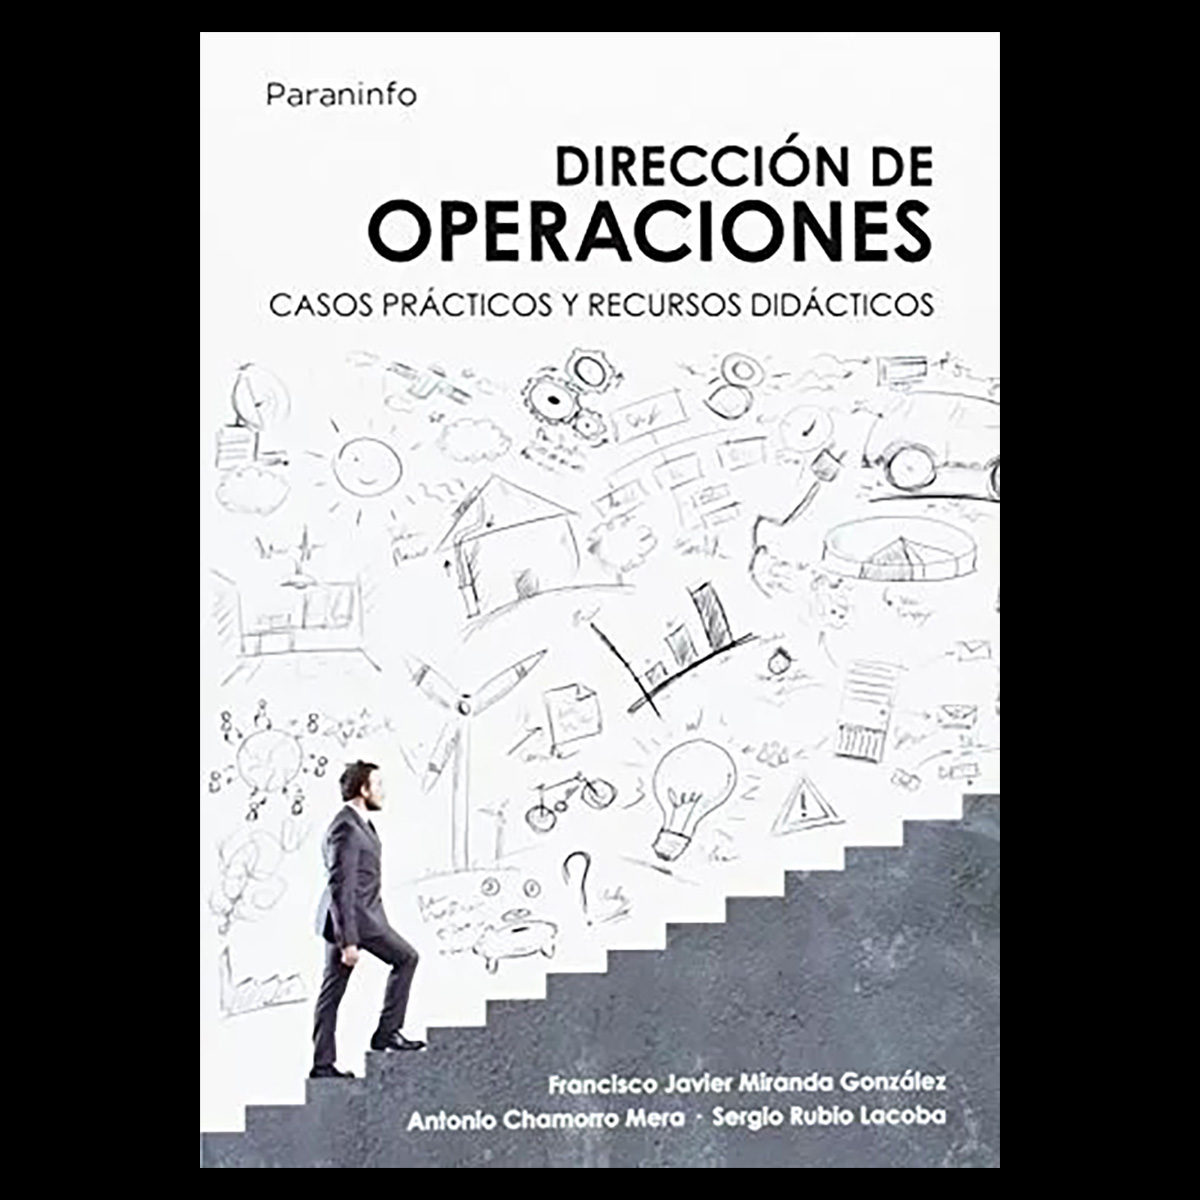 Paraninfo
DIRECCIÓN DE
OPERACIONES
CASOS PRÁCTICOS Y RECURSOS DIDÁCTICOS
Francisco Javier Miranda González
Antonio Chamorro Mera · Sergio Rubio Lacoba